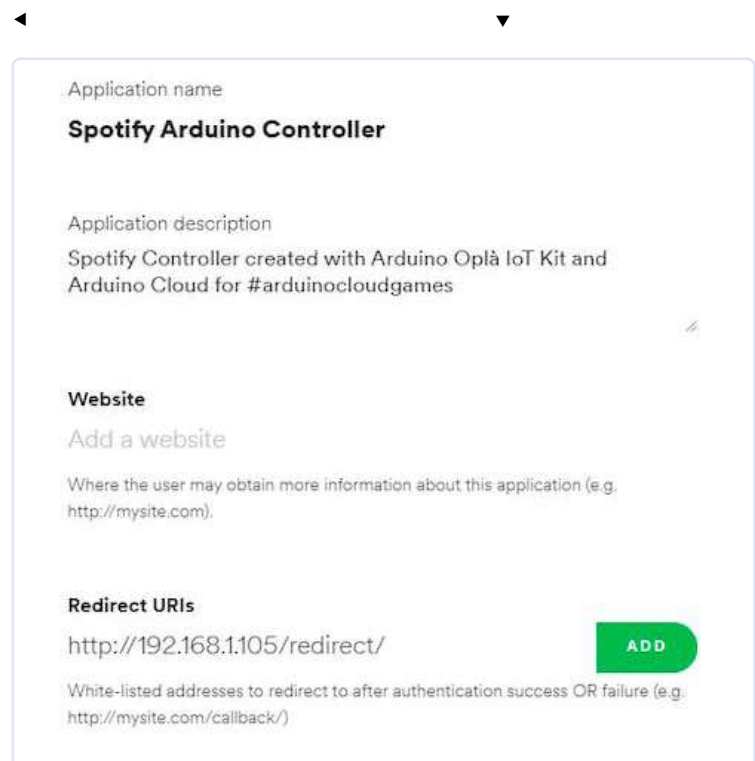 Application name
Spotify Arduino Controller
Application description
Spotify Controller created with Arduino Oplà IoT Kit and
Arduino Cloud for #arduinocloudgames
Website
Add a website
Where the user may obtain more information about this application (e.g.
http://mysite.com).
Redirect URIs
http://192.168.1.105/redirect/
ADD
White-listed addresses to redirect to after authentication success OR failure (e.g.
http://mysite.com/callback/)